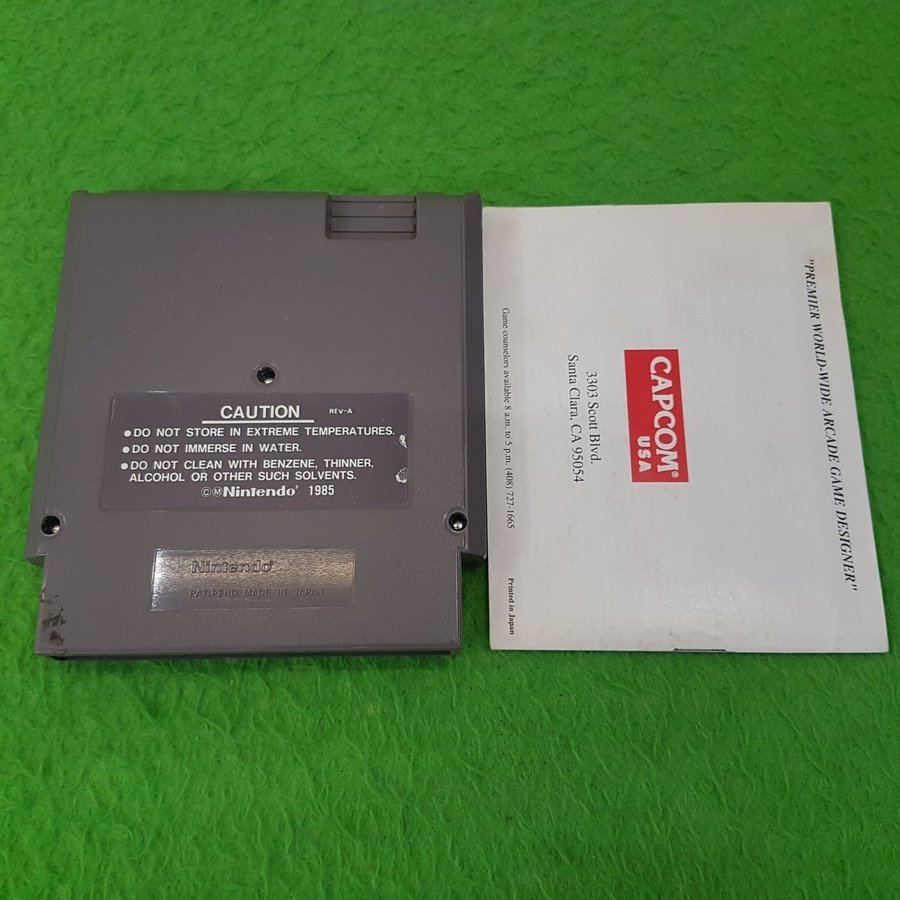 CAUTION REV-A
● DO NOT STORE IN EXTREME TEMPERATURES.
● DO NOT IMMERSE IN WATER.
● DO NOT CLEAN WITH BENZENE, THINNER,
ALCOHOL OR OTHER SUCH SOLVENTS.
©Ⓜ Nintendo® 1985
Nintendo®
PAT. PEND. MADE IN JAPAN
"PREMIER WORLD-WIDE ARCADE GAME DESIGNER"
CAPCOM®
USA
3303 Scott Blvd.
Santa Clara, CA 95054
Game counselors available 8 a.m. to 5 p.m. (408) 727-1665
Printed in Japan